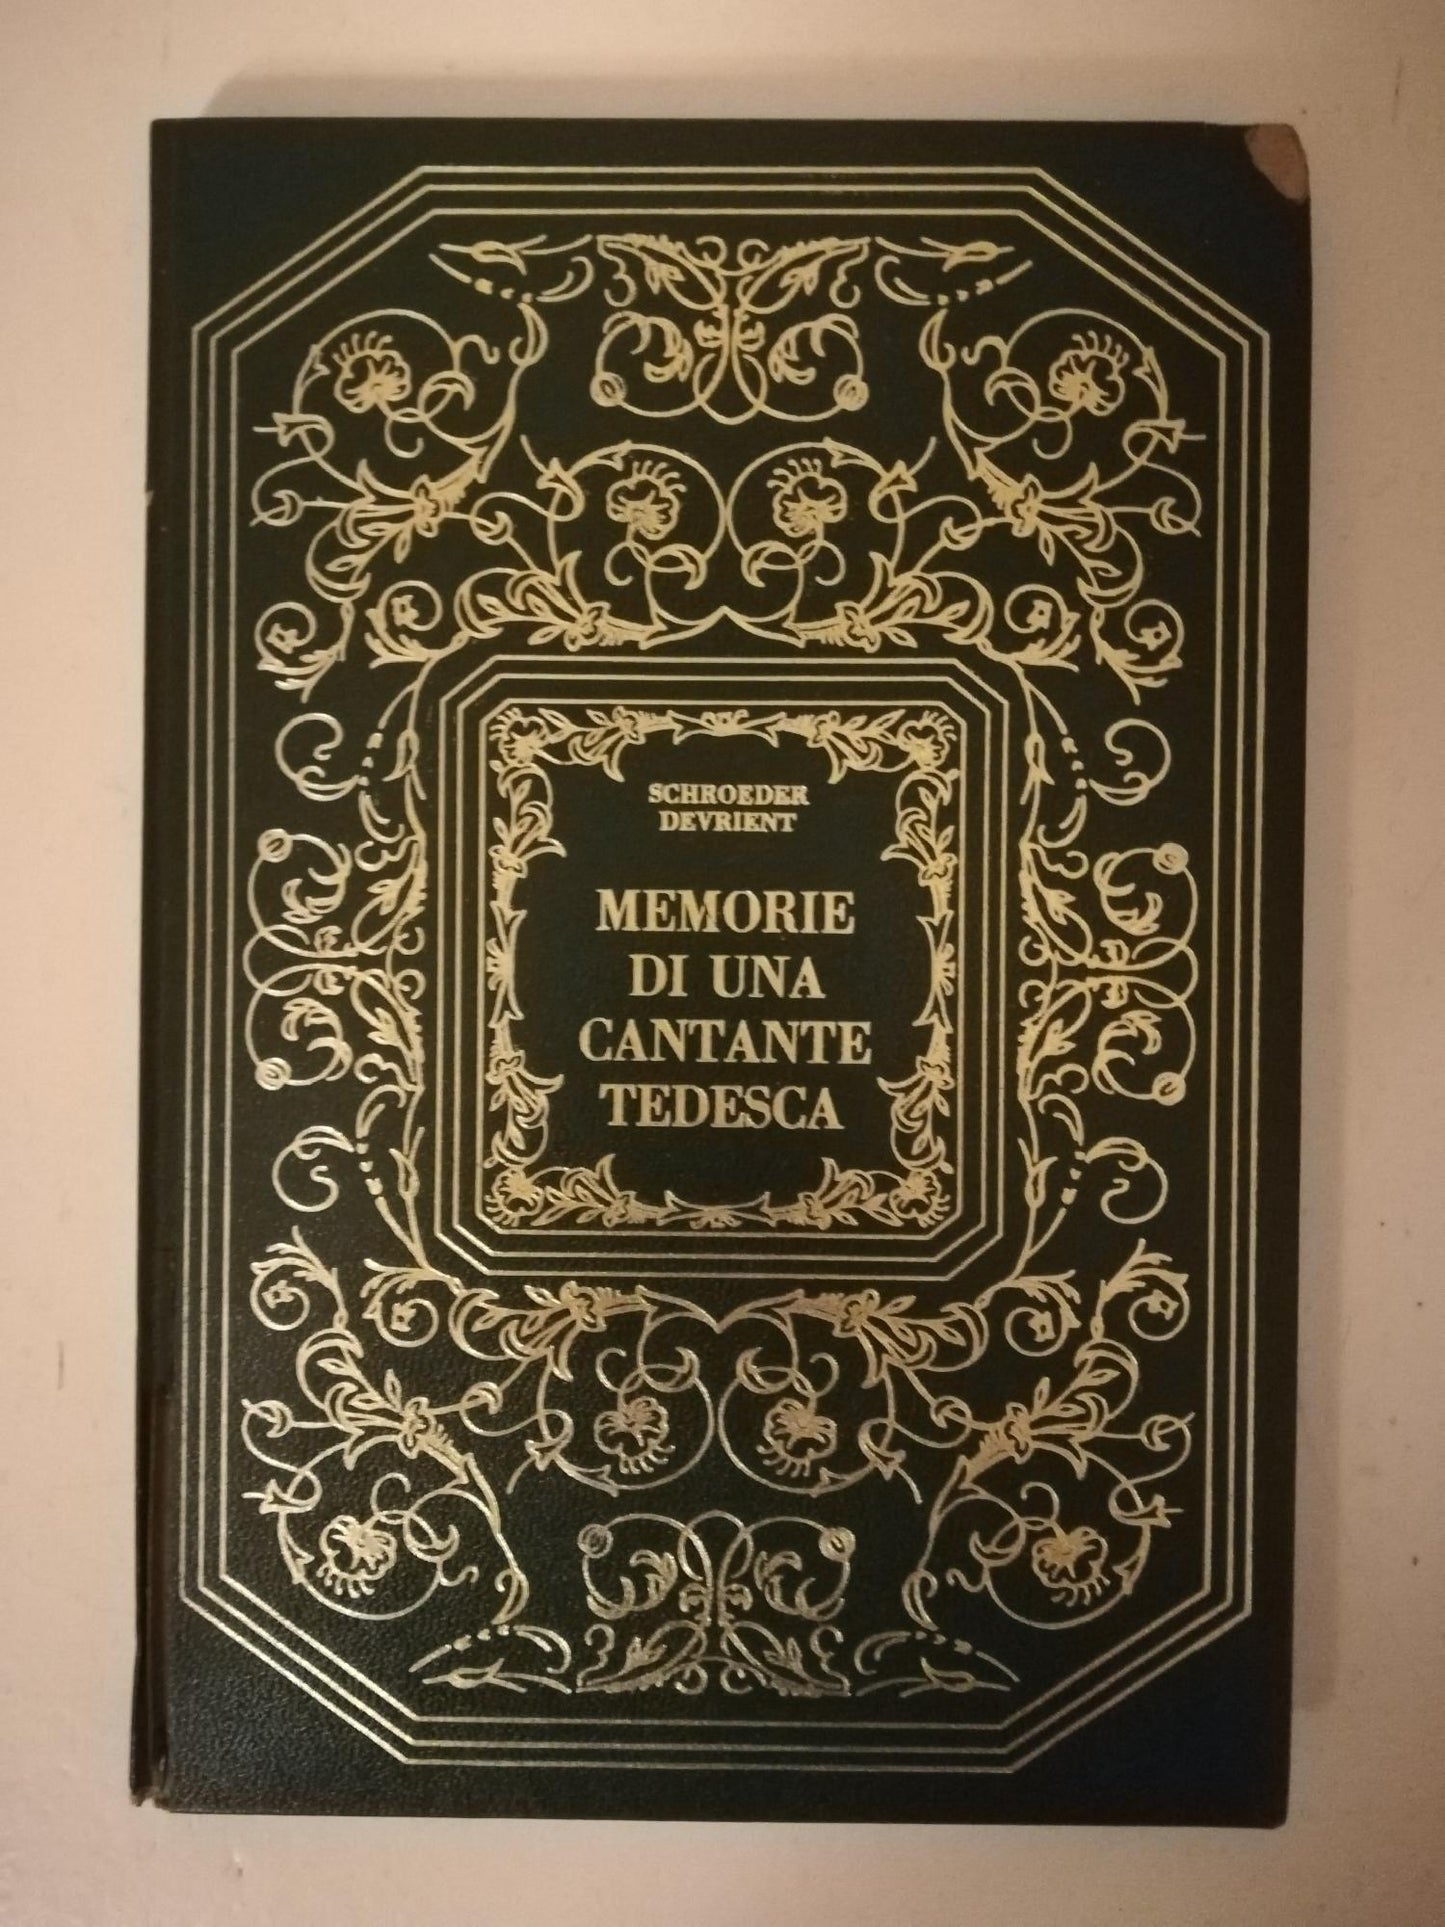 SCHROEDER
DEVRIENT
MEMORIE
DI UNA
CANTANTE
TEDESCA